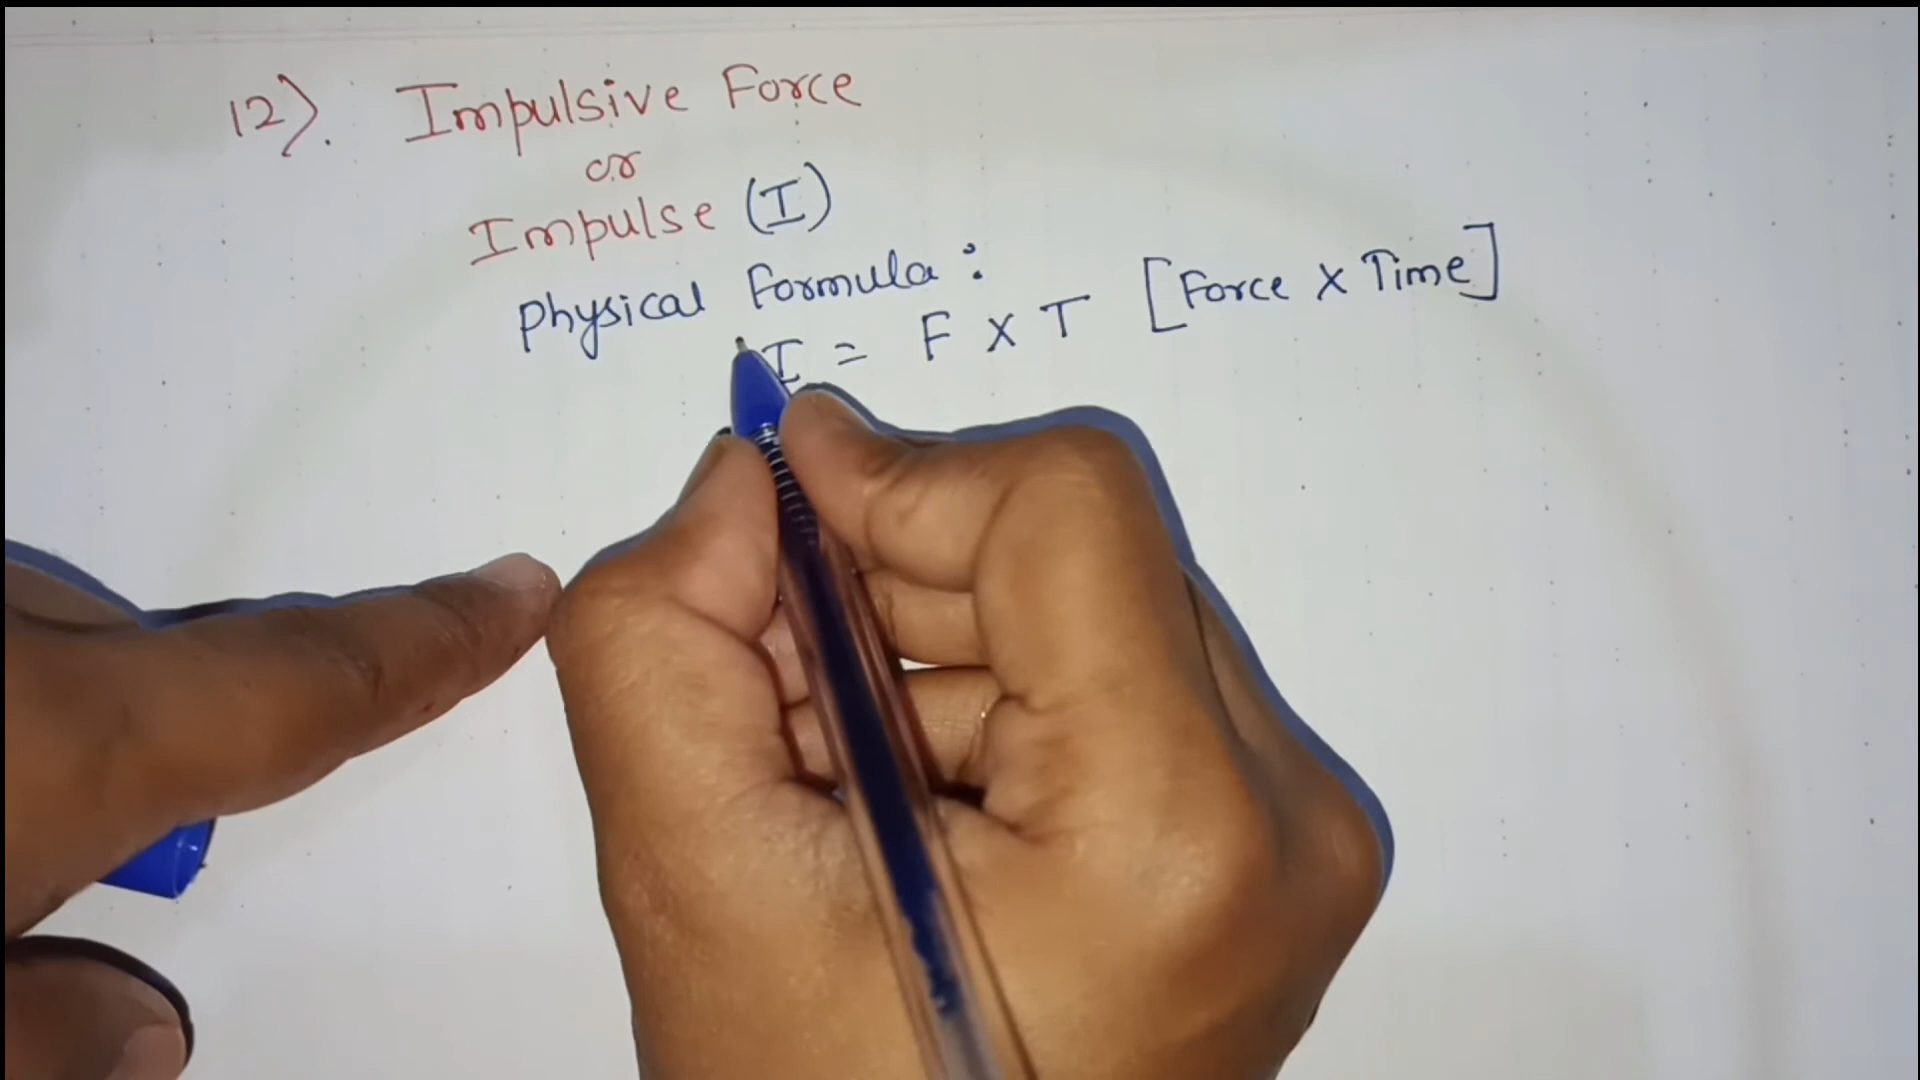 12). Impulsive Force
or
Impulse (I)
Physical Formula :
I = F X T [Force X Time]